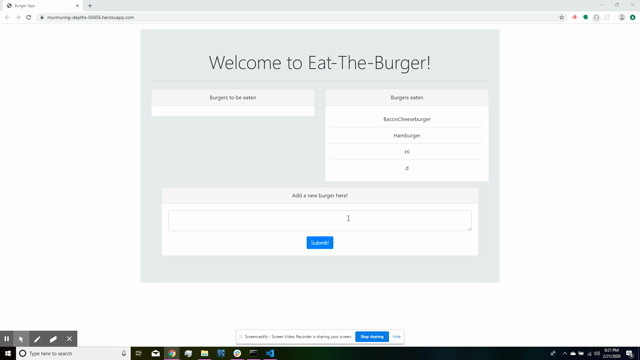 Burger App
murmuring-depths-00656.herokuapp.com
Welcome to Eat-The-Burger!
Burgers to be eaten
Burgers eaten
BaconCheeseburger
Hamburger
Hi
d
Add a new burger here!
Submit!
Screencastify - Screen Video Recorder is sharing your screen.
Stop sharing
Hide
Type here to search
8:21 PM
2/21/2020